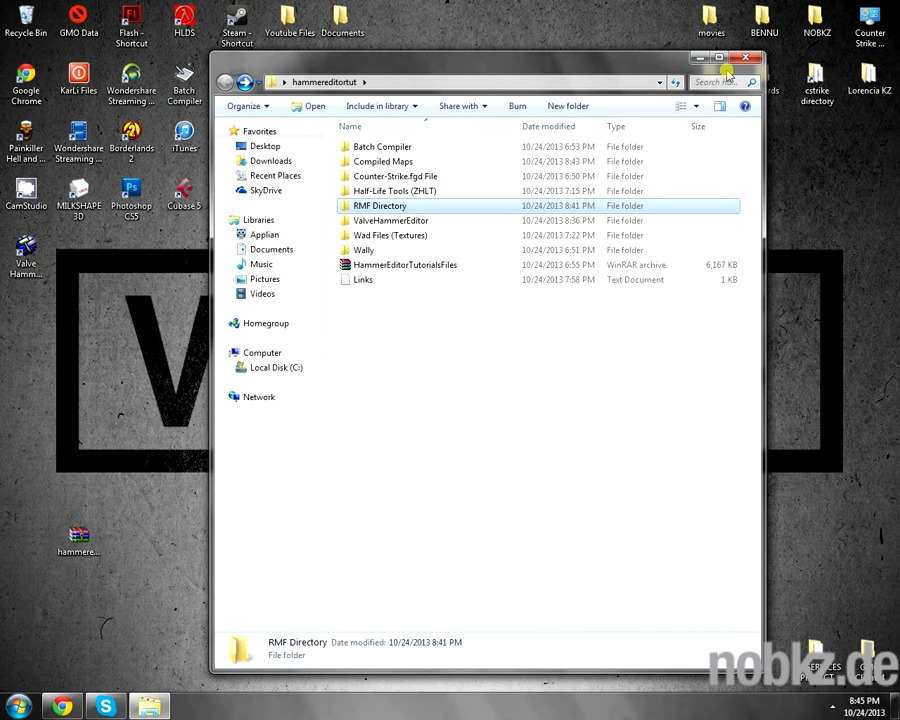 Recycle Bin
GMO Data
Flash - Shortcut
HLDS
Steam - Shortcut
Youtube Files
Documents
movies
BENNU
NOBKZ
Counter Strike ...
Google Chrome
KarLi Files
Wondershare Streaming ...
Batch Compiler
cstrike directory
Lorencia KZ
Painkiller Hell and ...
Wondershare Streaming ...
Borderlands 2
iTunes
CamStudio
MILKSHAPE 3D
Photoshop CS5
Cubase 5
Valve Hamm...
hammere...
hammereditortut
Search Ha...
Organize
Open
Include in library
Share with
Burn
New folder
Favorites
Desktop
Downloads
Recent Places
SkyDrive
Libraries
Applian
Documents
Music
Pictures
Videos
Homegroup
Computer
Local Disk (C:)
Network
Name Date modified Type Size
Batch Compiler 10/24/2013 6:53 PM File folder
Compiled Maps 10/24/2013 8:43 PM File folder
Counter-Strike.fgd File 10/24/2013 6:50 PM File folder
Half-Life Tools (ZHLT) 10/24/2013 7:15 PM File folder
RMF Directory 10/24/2013 8:41 PM File folder
ValveHammerEditor 10/24/2013 8:36 PM File folder
Wad Files (Textures) 10/24/2013 7:22 PM File folder
Wally 10/24/2013 6:51 PM File folder
HammerEditorTutorialsFiles 10/24/2013 6:55 PM WinRAR archive 6,167 KB
Links 10/24/2013 7:58 PM Text Document 1 KB
RMF Directory Date modified: 10/24/2013 8:41 PM
File folder
nobkz.de
8:45 PM
10/24/2013